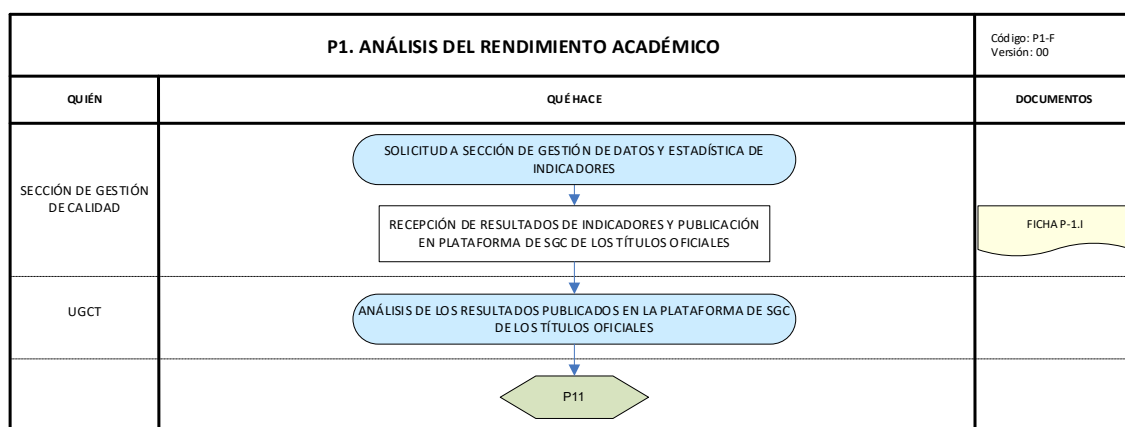 P1. ANÁLISIS DEL RENDIMIENTO ACADÉMICO
Código: P1-F
Versión: 00
QUIÉN
QUÉ HACE
DOCUMENTOS
SECCIÓN DE GESTIÓN
DE CALIDAD
SOLICITUD A SECCIÓN DE GESTIÓN DE DATOS Y ESTADÍSTICA DE
INDICADORES
RECEPCIÓN DE RESULTADOS DE INDICADORES Y PUBLICACIÓN
EN PLATAFORMA DE SGC DE LOS TÍTULOS OFICIALES
FICHA P-1.I
UGCT
ANÁLISIS DE LOS RESULTADOS PUBLICADOS EN LA PLATAFORMA DE SGC
DE LOS TÍTULOS OFICIALES
P11